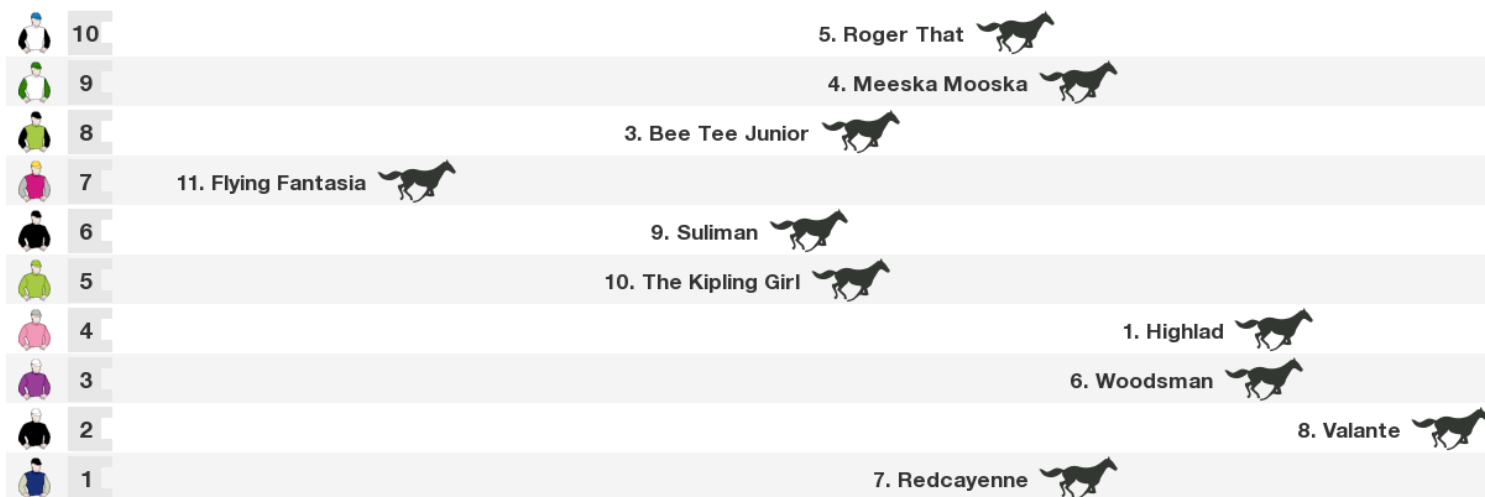 10 5. Roger That
9 4. Meeska Mooska
8 3. Bee Tee Junior
7 11. Flying Fantasia
6 9. Suliman
5 10. The Kipling Girl
4 1. Highlad
3 6. Woodsman
2 8. Valante
1 7. Redcayenne